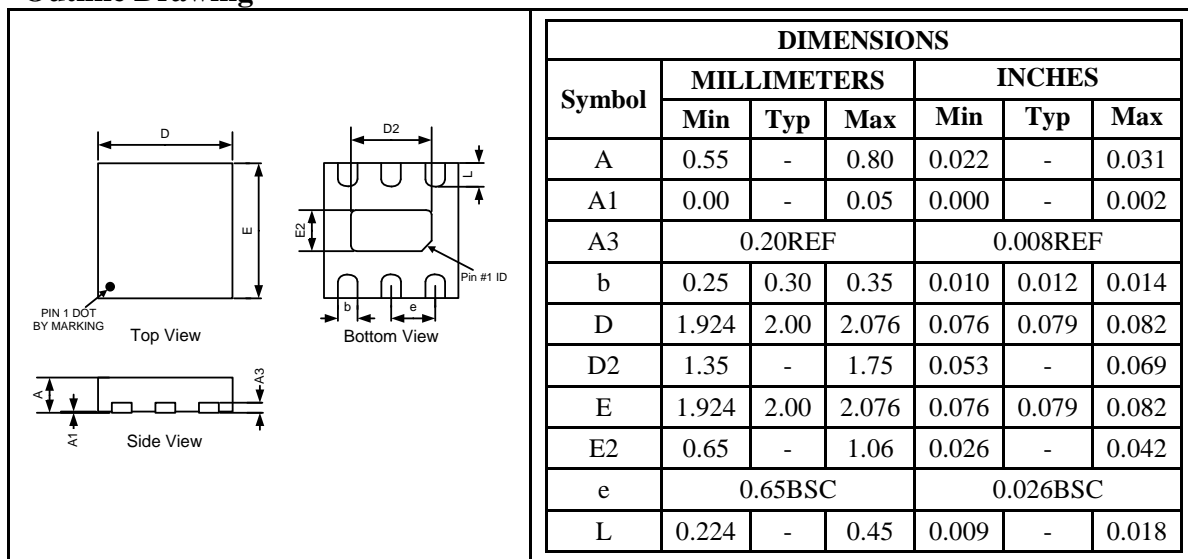 D
E
PIN 1 DOT
BY MARKING
Top View
D2
L
E2
Pin #1 ID
b
e
Bottom View
A
A1
A3
Side View
DIMENSIONS
Symbol MILLIMETERS INCHES
Min Typ Max Min Typ Max
A 0.55 - 0.80 0.022 - 0.031
A1 0.00 - 0.05 0.000 - 0.002
A3 0.20REF 0.008REF
b 0.25 0.30 0.35 0.010 0.012 0.014
D 1.924 2.00 2.076 0.076 0.079 0.082
D2 1.35 - 1.75 0.053 - 0.069
E 1.924 2.00 2.076 0.076 0.079 0.082
E2 0.65 - 1.06 0.026 - 0.042
e 0.65BSC 0.026BSC
L 0.224 - 0.45 0.009 - 0.018